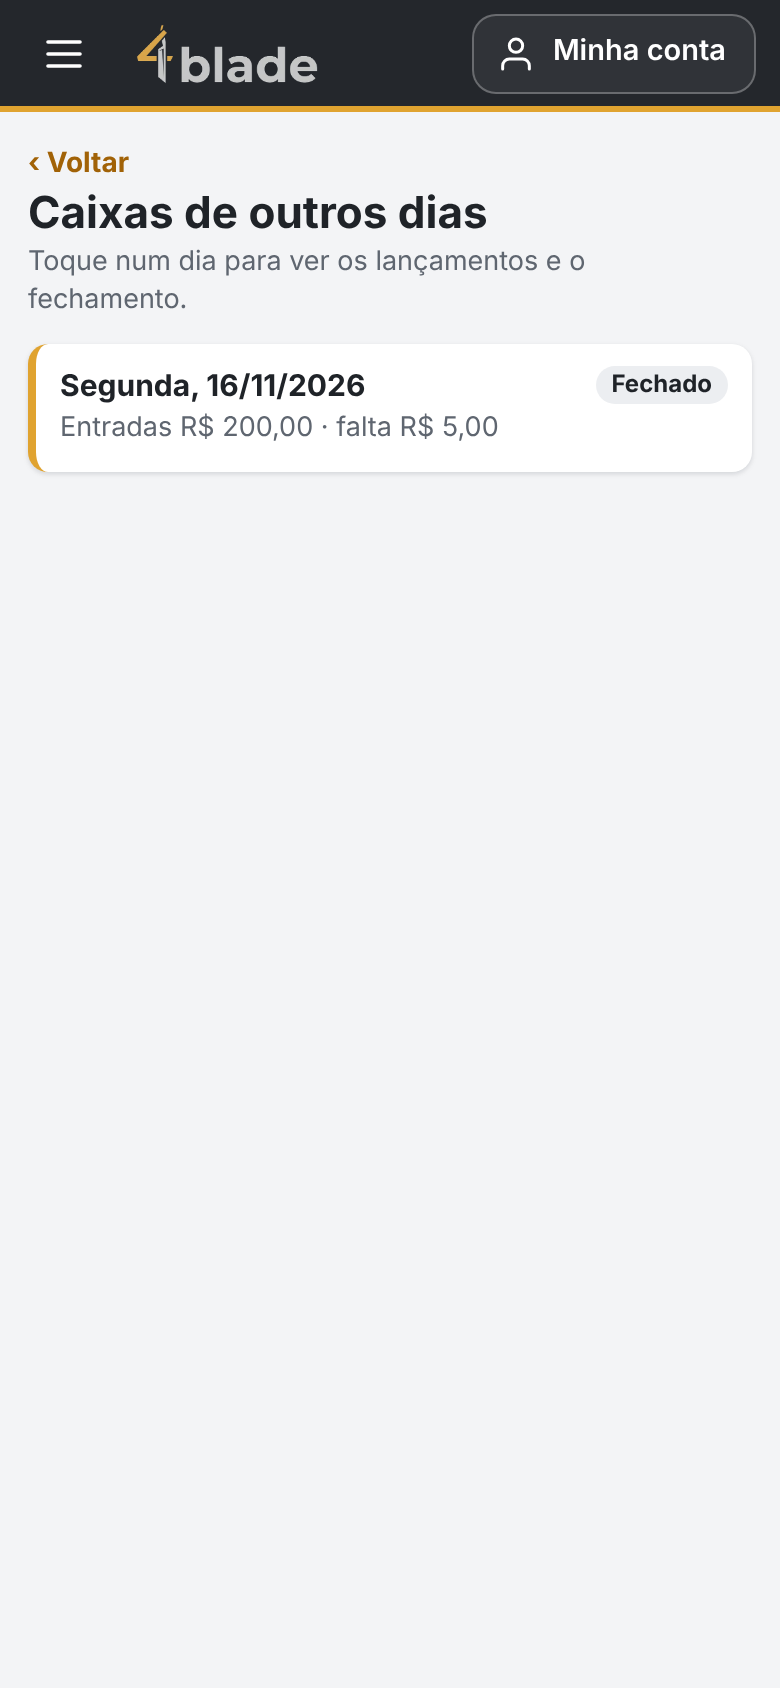 4blade
Minha conta
‹ Voltar
Caixas de outros dias
Toque num dia para ver os lançamentos e o
fechamento.
Segunda, 16/11/2026
Fechado
Entradas R$ 200,00 · falta R$ 5,00